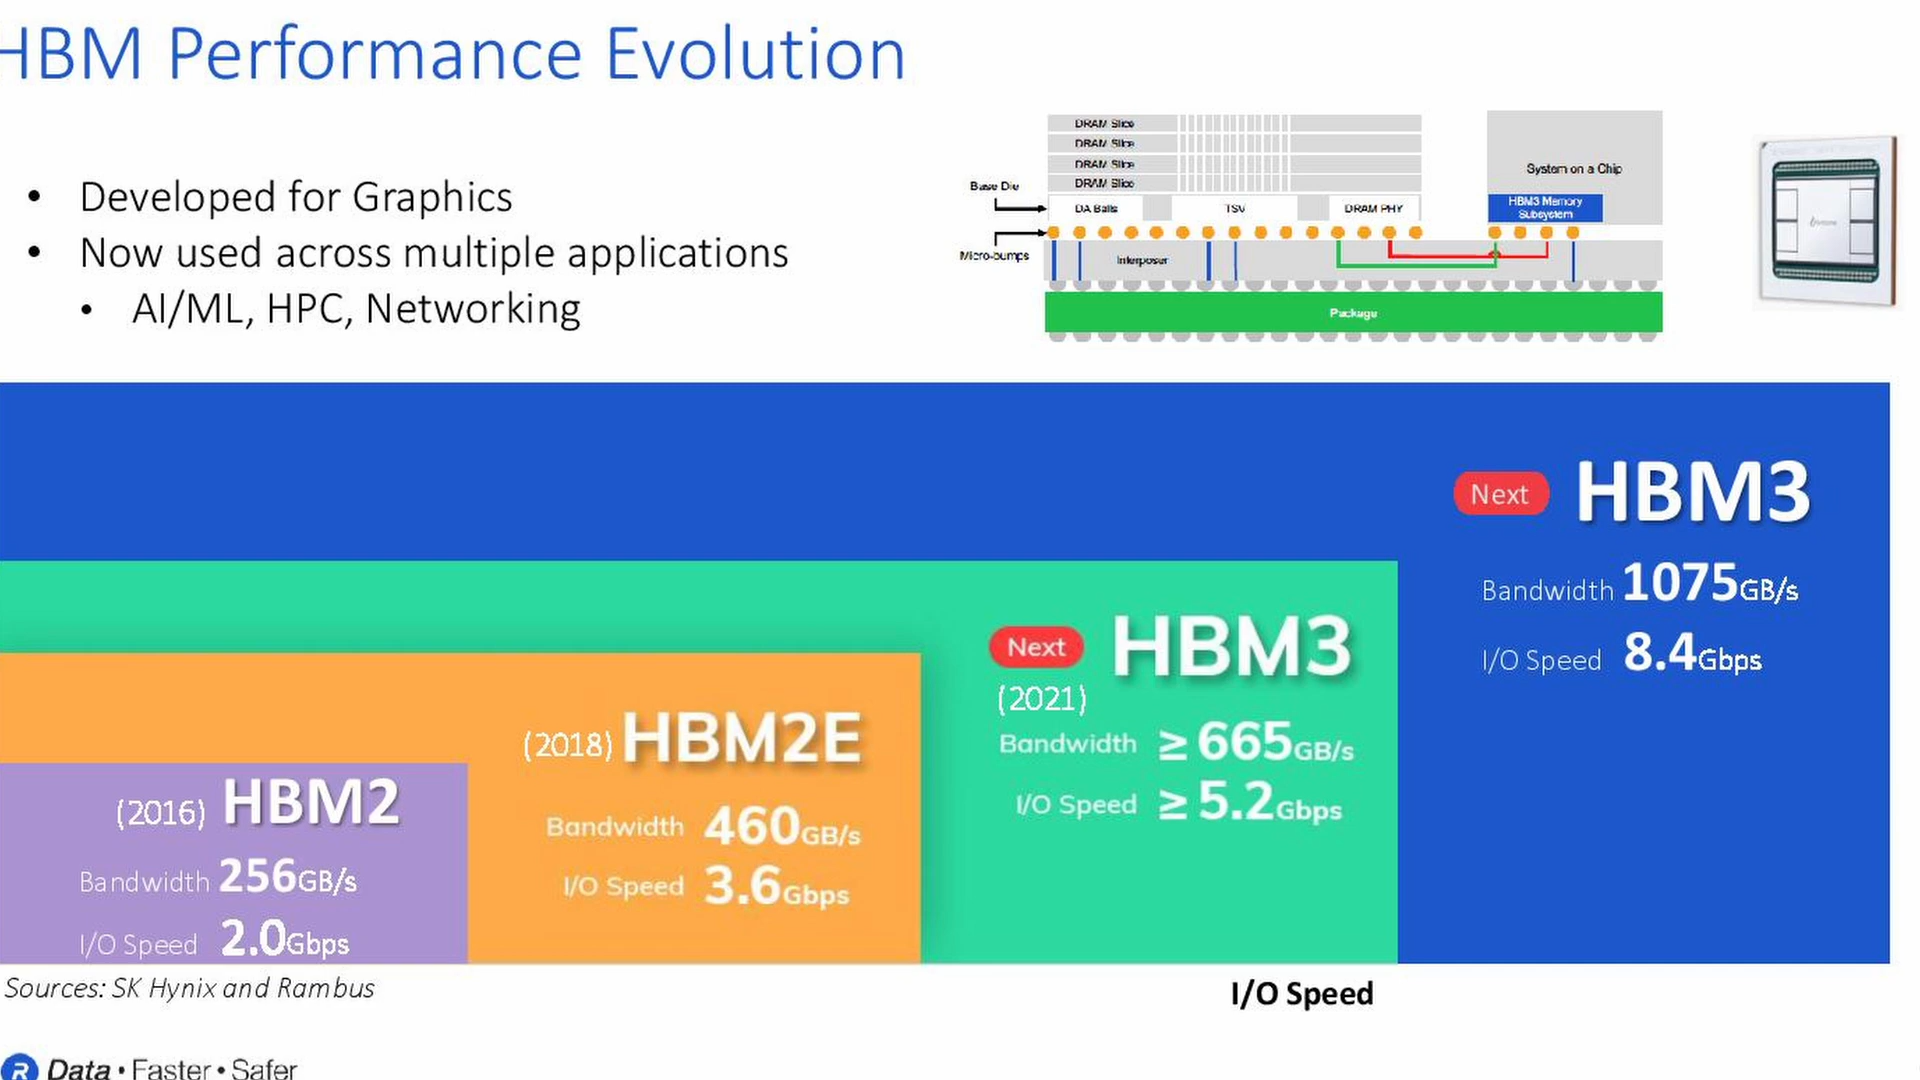 HBM Performance Evolution
• Developed for Graphics
• Now used across multiple applications
• AI/ML, HPC, Networking
DRAM Slice
DRAM Slice
DRAM Slice
DRAM Slice
Base Die
DA Balls
TSV
DRAM PHY
System on a Chip
HBM3 Memory
Subsystem
Micro-bumps
Interposer
Package
Next HBM3
Bandwidth 1075GB/s
I/O Speed 8.4Gbps
Next HBM3
(2021)
Bandwidth ≥ 665GB/s
I/O Speed ≥ 5.2Gbps
(2018) HBM2E
Bandwidth 460GB/s
I/O Speed 3.6Gbps
(2016) HBM2
Bandwidth 256GB/s
I/O Speed 2.0Gbps
Sources: SK Hynix and Rambus
I/O Speed
R Data • Faster • Safer